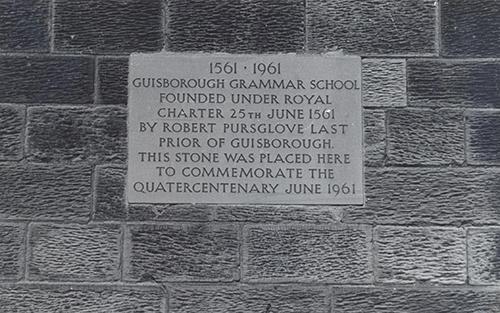 1561 · 1961
GUISBOROUGH GRAMMAR SCHOOL
FOUNDED UNDER ROYAL
CHARTER 25TH JUNE 1561
BY ROBERT PURSGLOVE LAST
PRIOR OF GUISBOROUGH.
THIS STONE WAS PLACED HERE
TO COMMEMORATE THE
QUATERCENTENARY JUNE 1961